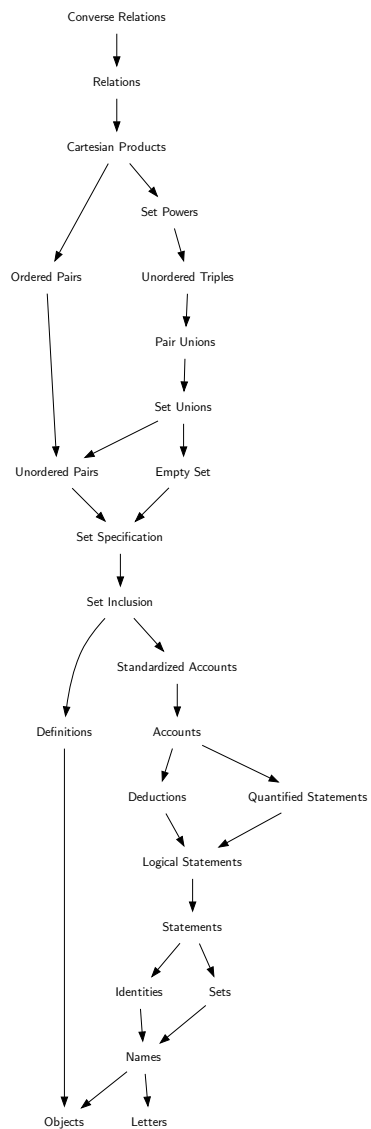 Converse Relations
Relations
Cartesian Products
Set Powers
Ordered Pairs
Unordered Triples
Pair Unions
Set Unions
Unordered Pairs
Empty Set
Set Specification
Set Inclusion
Standardized Accounts
Definitions
Accounts
Deductions
Quantified Statements
Logical Statements
Statements
Identities
Sets
Names
Objects
Letters